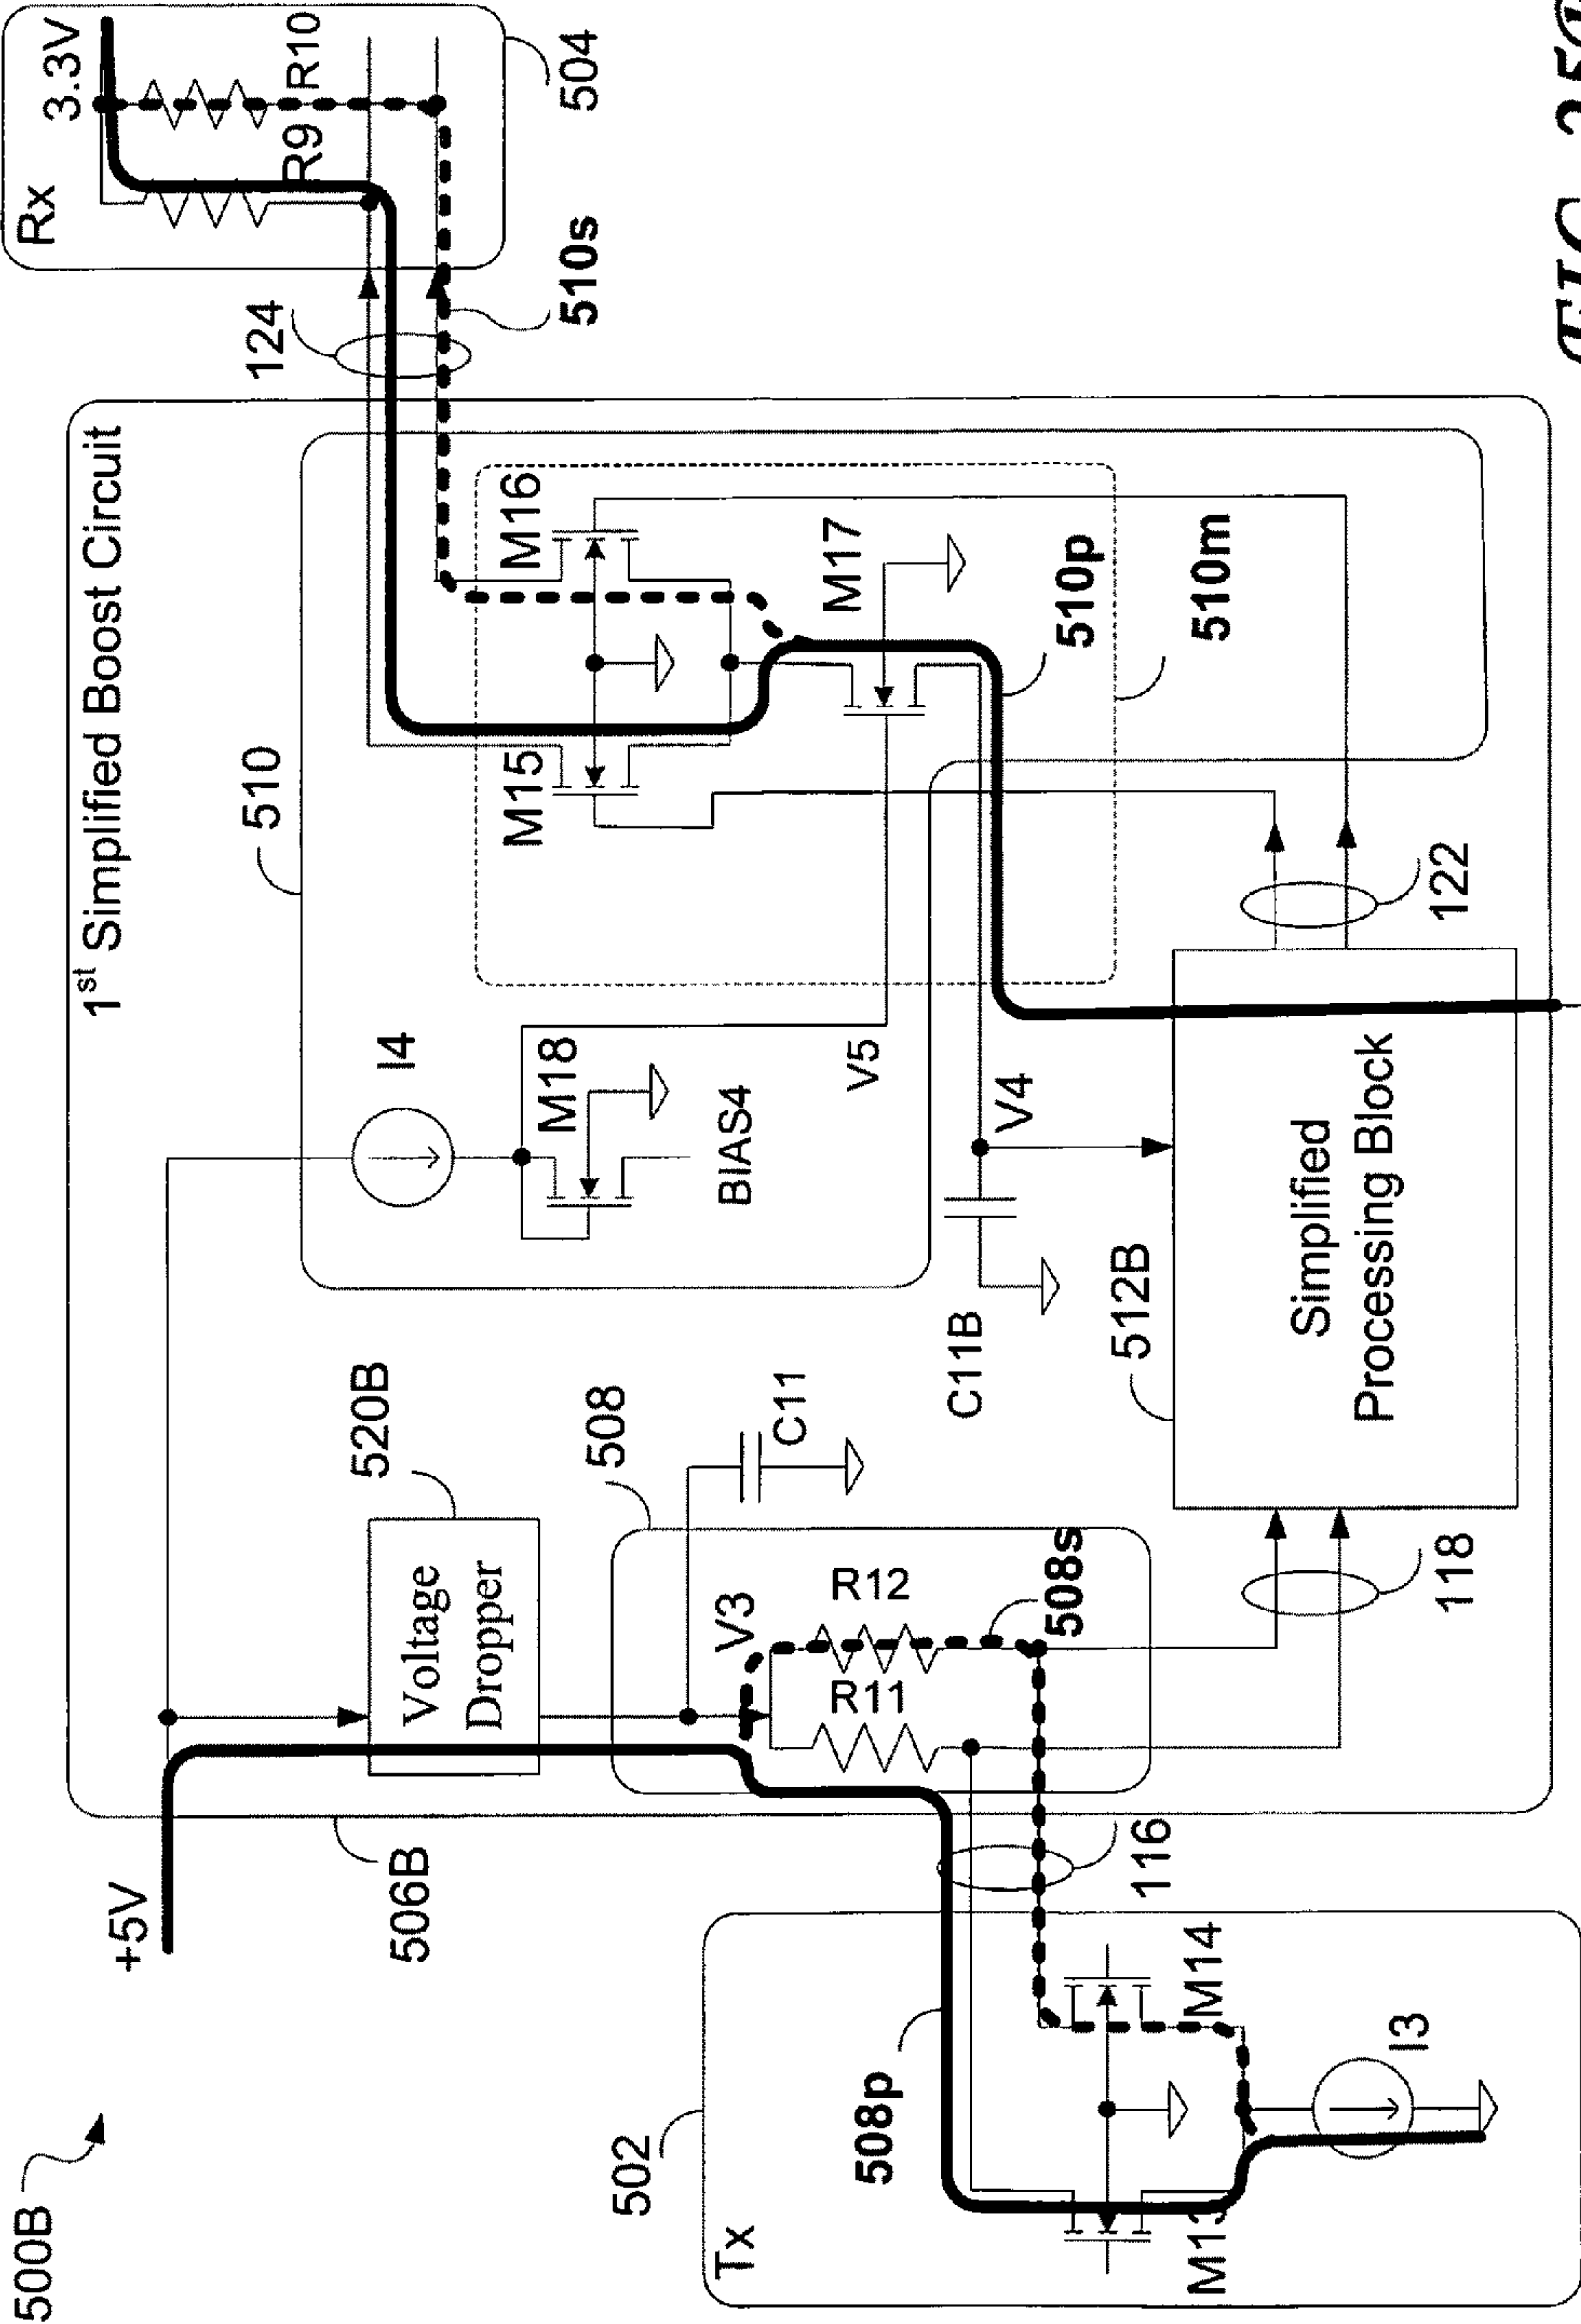 500B
+5V
506B
1st Simplified Boost Circuit
520B
Voltage
Dropper
508
C11
V3
R12
R11
508s
118
116
502
Tx
508p
M13
M14
I3
510
I4
M18
BIAS4
V5
V4
C11B
512B
Simplified
Processing Block
122
M15
M16
M17
510p
510m
124
510s
Rx
3.3V
R9
R10
504